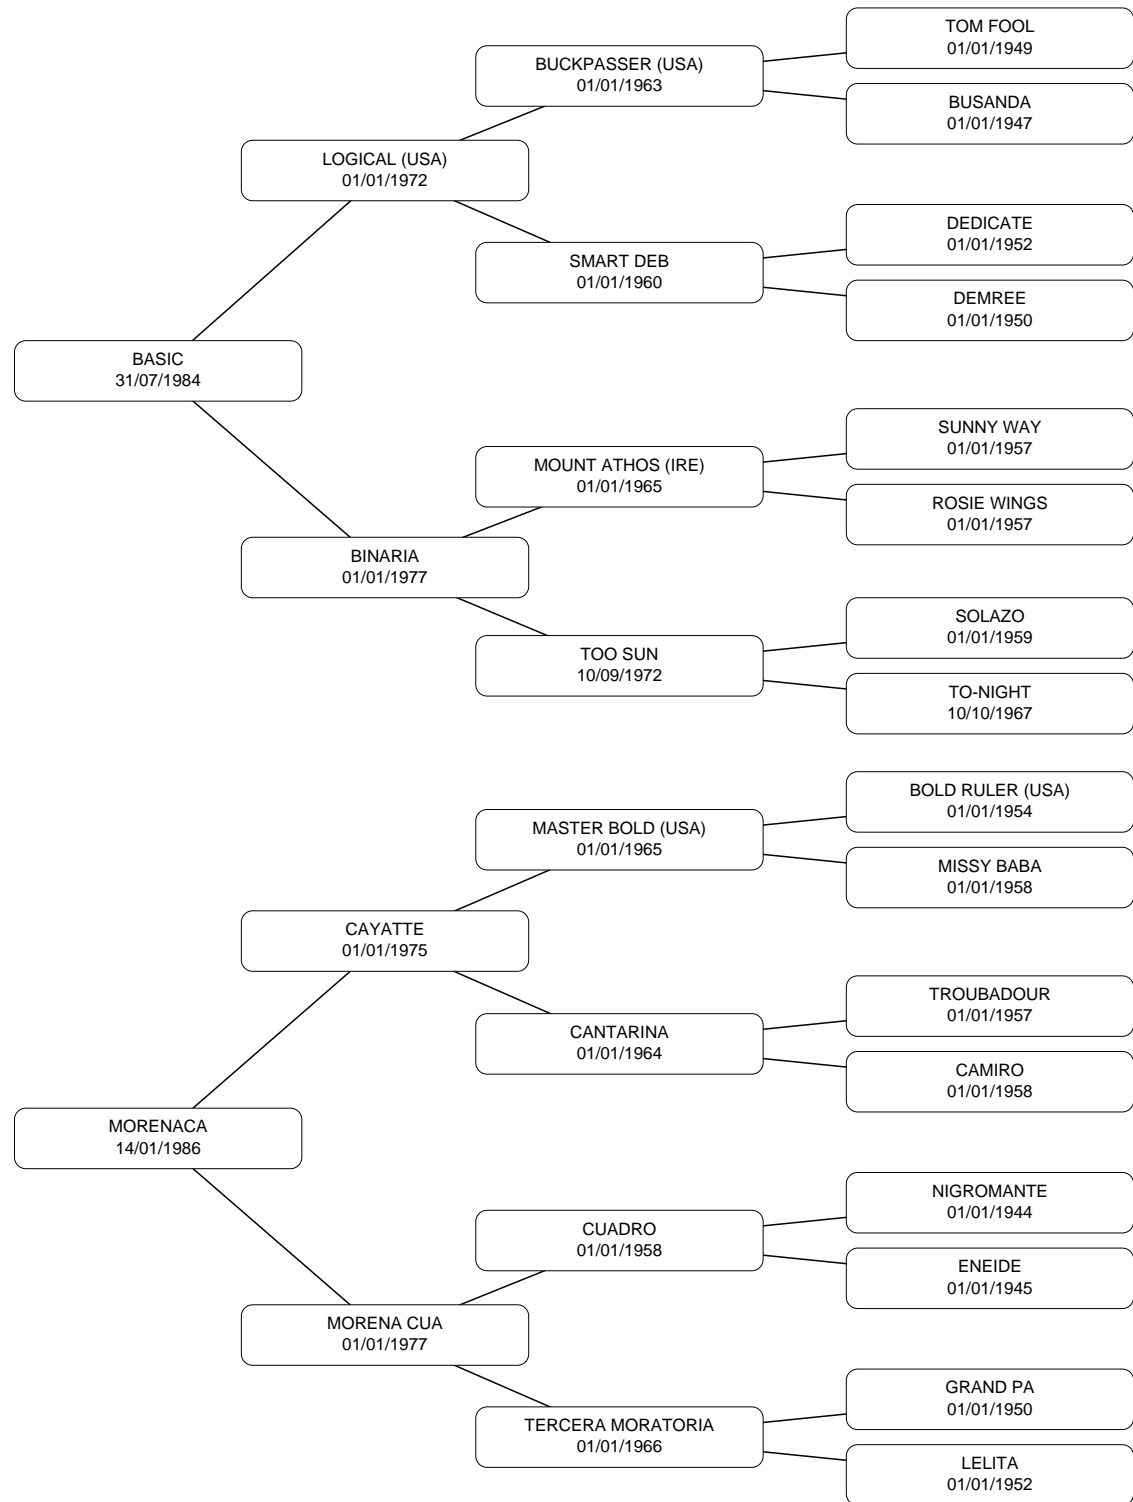 TOM FOOL
01/01/1949
BUCKPASSER (USA)
01/01/1963
BUSANDA
01/01/1947
LOGICAL (USA)
01/01/1972
DEDICATE
01/01/1952
SMART DEB
01/01/1960
DEMREE
01/01/1950
BASIC
31/07/1984
SUNNY WAY
01/01/1957
MOUNT ATHOS (IRE)
01/01/1965
ROSIE WINGS
01/01/1957
BINARIA
01/01/1977
SOLAZO
01/01/1959
TOO SUN
10/09/1972
TO-NIGHT
10/10/1967
BOLD RULER (USA)
01/01/1954
MASTER BOLD (USA)
01/01/1965
MISSY BABA
01/01/1958
CAYATTE
01/01/1975
TROUBADOUR
01/01/1957
CANTARINA
01/01/1964
CAMIRO
01/01/1958
MORENACA
14/01/1986
NIGROMANTE
01/01/1944
CUADRO
01/01/1958
ENEIDE
01/01/1945
MORENA CUA
01/01/1977
GRAND PA
01/01/1950
TERCERA MORATORIA
01/01/1966
LELITA
01/01/1952